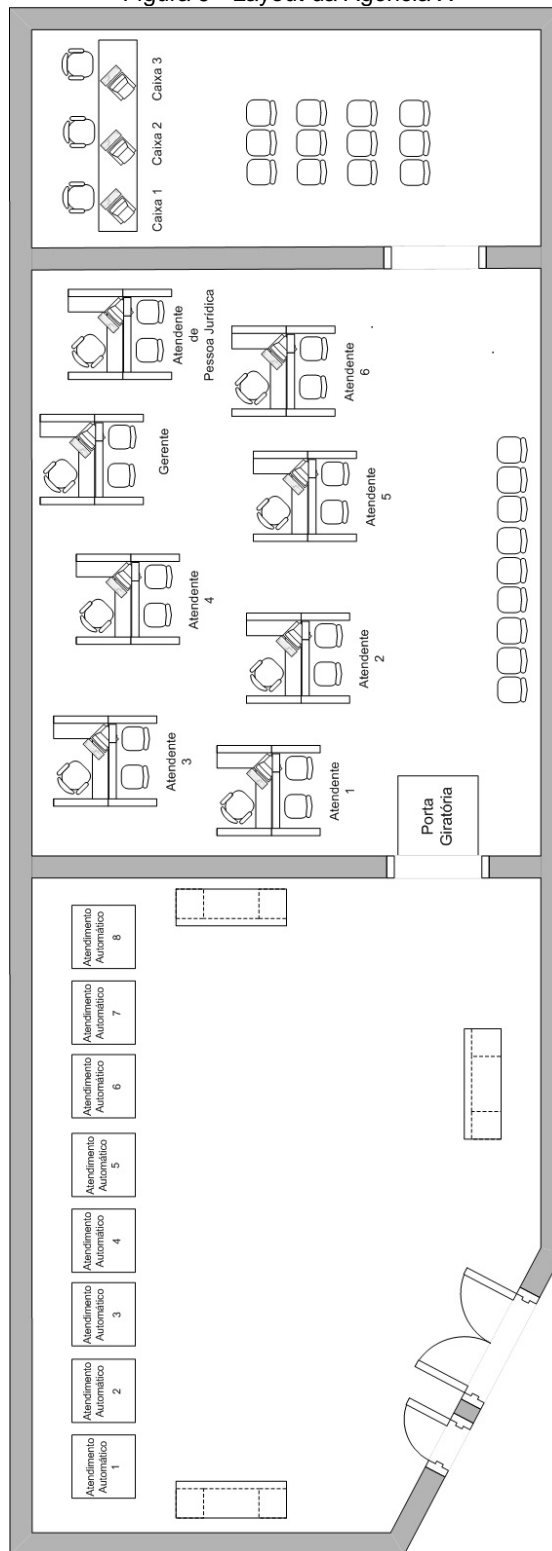 Figura - Layout da Agência
Caixa 1
Caixa 2
Caixa 3
Atendente
de
Pessoa Jurídica
Atendente
6
Gerente
Atendente
5
Atendente
4
Atendente
2
Atendente
3
Atendente
1
Porta
Giratória
Atendimento
Automático
8
Atendimento
Automático
7
Atendimento
Automático
6
Atendimento
Automático
5
Atendimento
Automático
4
Atendimento
Automático
3
Atendimento
Automático
2
Atendimento
Automático
1